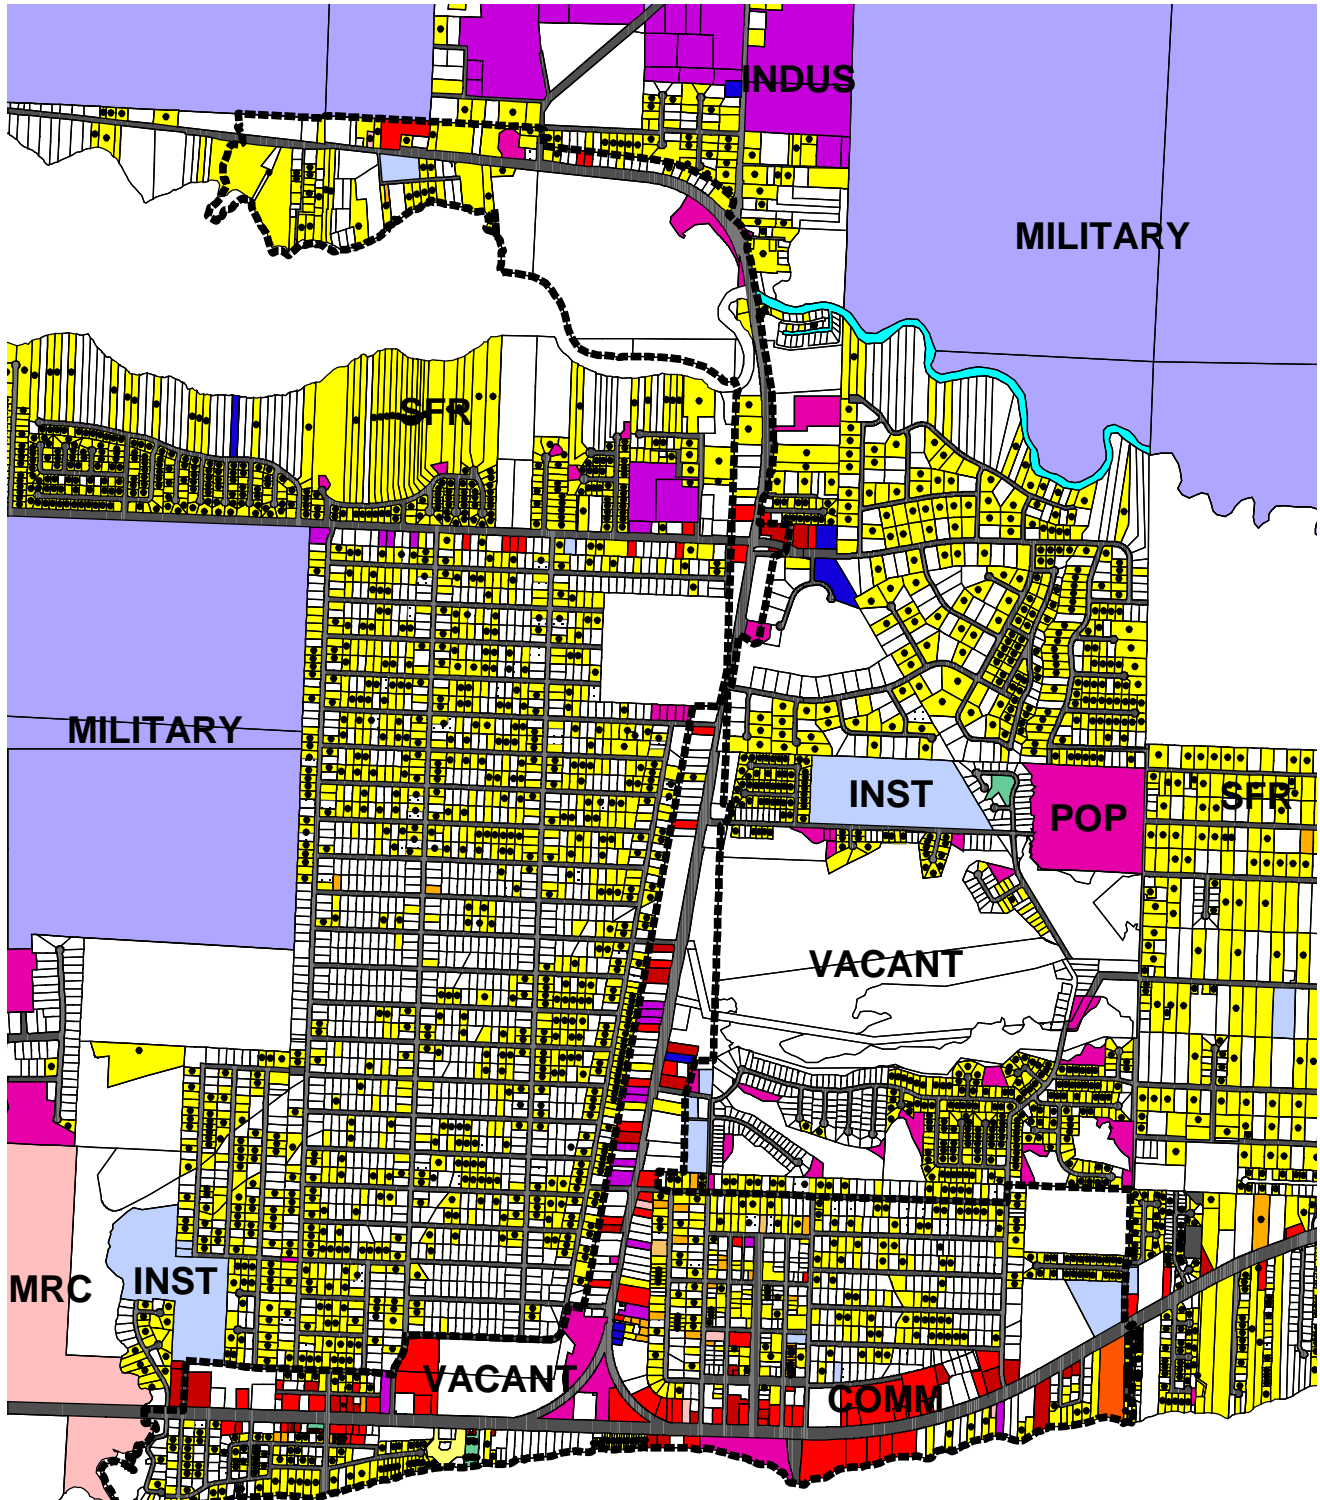 INDUS
MILITARY
SFR
MILITARY
INST
SFR
POP
VACANT
MRC
INST
VACANT
COMM